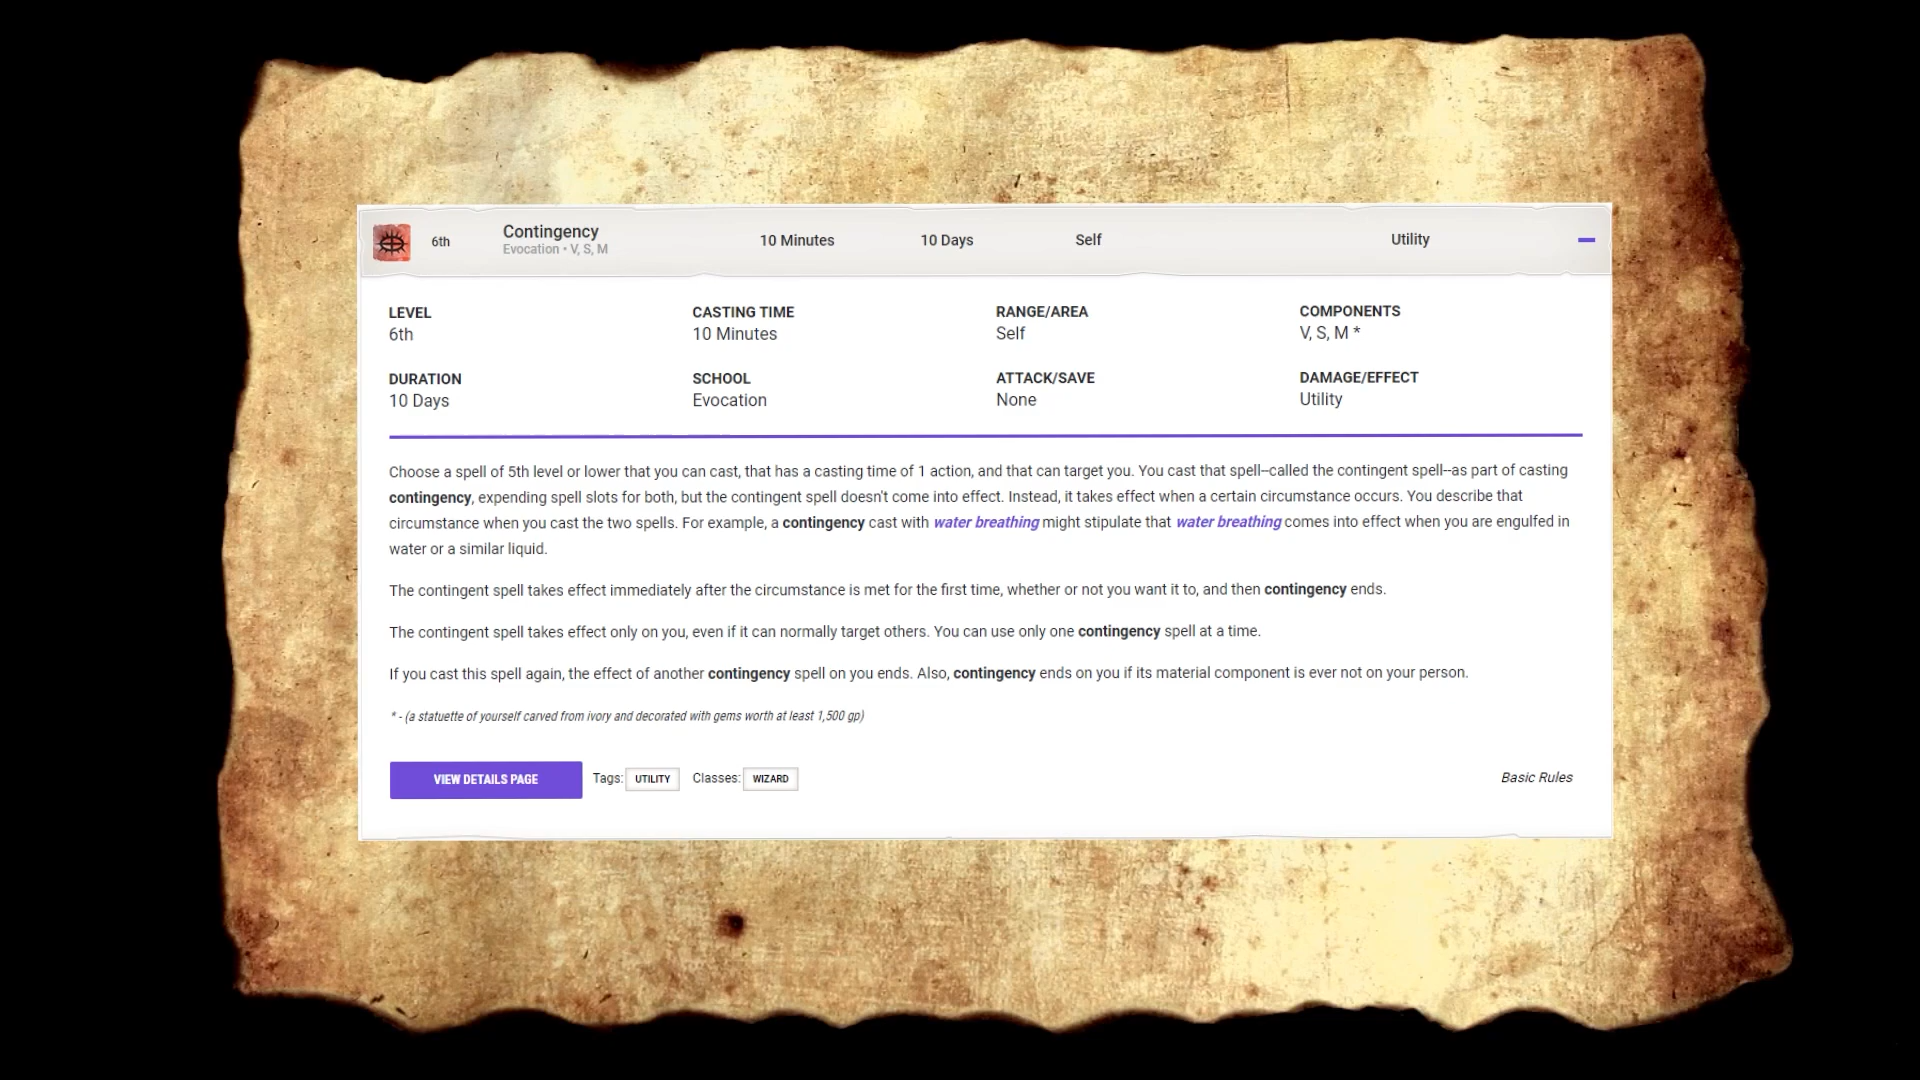 6th
Contingency
Evocation • V, S, M
10 Minutes
10 Days
Self
Utility
LEVEL
6th
CASTING TIME
10 Minutes
RANGE/AREA
Self
COMPONENTS
V, S, M *
DURATION
10 Days
SCHOOL
Evocation
ATTACK/SAVE
None
DAMAGE/EFFECT
Utility
Choose a spell of 5th level or lower that you can cast, that has a casting time of 1 action, and that can target you. You cast that spell--called the contingent spell--as part of casting
contingency, expending spell slots for both, but the contingent spell doesn't come into effect. Instead, it takes effect when a certain circumstance occurs. You describe that
circumstance when you cast the two spells. For example, a contingency cast with water breathing might stipulate that water breathing comes into effect when you are engulfed in
water or a similar liquid.
The contingent spell takes effect immediately after the circumstance is met for the first time, whether or not you want it to, and then contingency ends.
The contingent spell takes effect only on you, even if it can normally target others. You can use only one contingency spell at a time.
If you cast this spell again, the effect of another contingency spell on you ends. Also, contingency ends on you if its material component is ever not on your person.
* - (a statuette of yourself carved from ivory and decorated with gems worth at least 1,500 gp)
VIEW DETAILS PAGE
Tags: UTILITY
Classes: WIZARD
Basic Rules